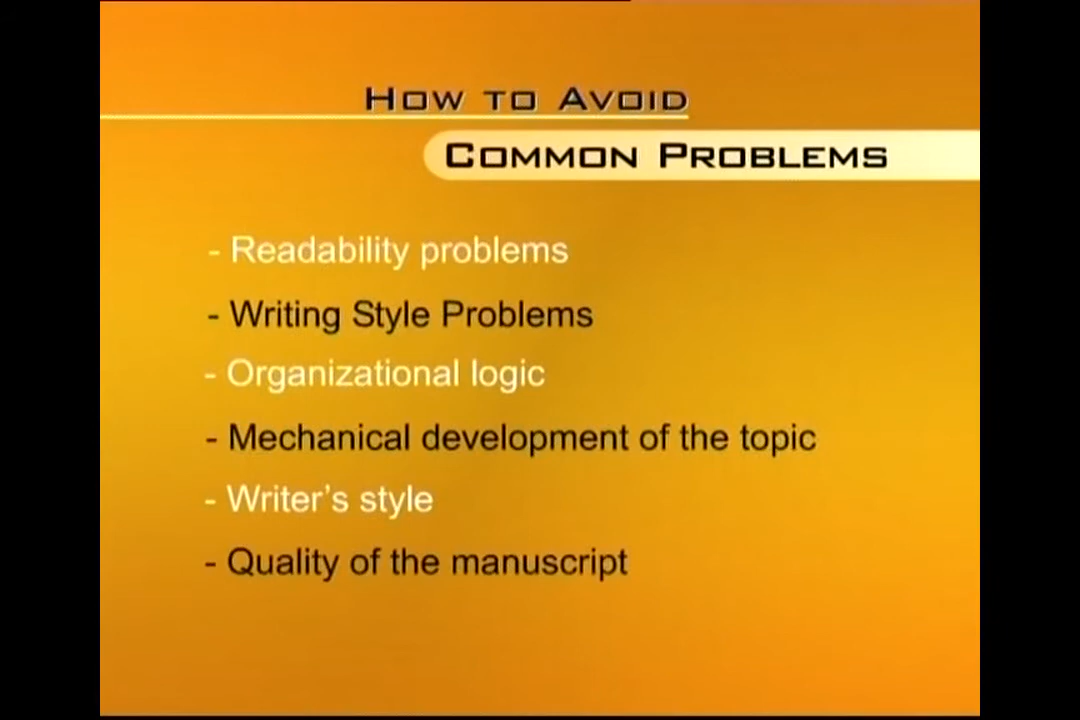 How to Avoid
Common Problems
- Readability problems
- Writing Style Problems
- Organizational logic
- Mechanical development of the topic
- Writer’s style
- Quality of the manuscript